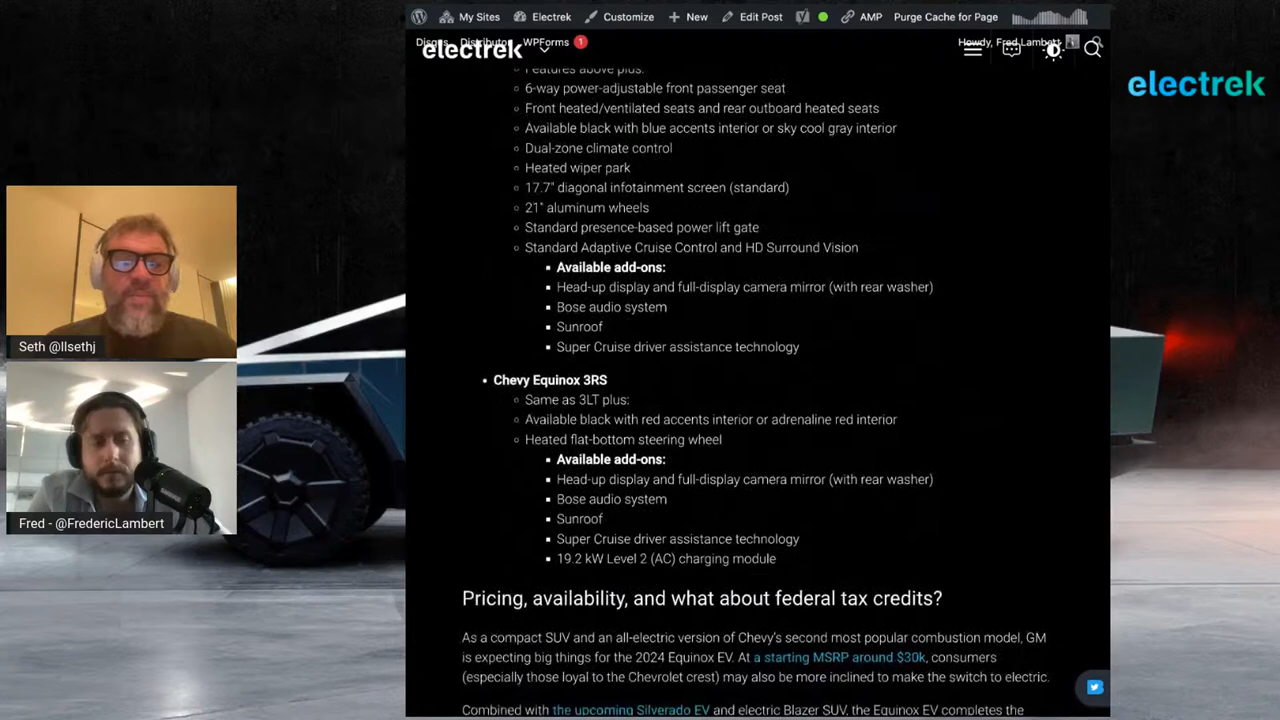 My Sites Electrek Customize + New Edit Post AMP Purge Cache for Page
Disqus Distributor WPForms 1 Howdy, Fred Lambert
electrek
electrek
Features above plus:
6-way power-adjustable front passenger seat
Front heated/ventilated seats and rear outboard heated seats
Available black with blue accents interior or sky cool gray interior
Dual-zone climate control
Heated wiper park
17.7" diagonal infotainment screen (standard)
21" aluminum wheels
Standard presence-based power lift gate
Standard Adaptive Cruise Control and HD Surround Vision
Available add-ons:
Head-up display and full-display camera mirror (with rear washer)
Bose audio system
Sunroof
Super Cruise driver assistance technology
Chevy Equinox 3RS
Same as 3LT plus:
Available black with red accents interior or adrenaline red interior
Heated flat-bottom steering wheel
Available add-ons:
Head-up display and full-display camera mirror (with rear washer)
Bose audio system
Sunroof
Super Cruise driver assistance technology
19.2 kW Level 2 (AC) charging module
Pricing, availability, and what about federal tax credits?
As a compact SUV and an all-electric version of Chevy's second most popular combustion model, GM
is expecting big things for the 2024 Equinox EV. At a starting MSRP around $30k, consumers
(especially those loyal to the Chevrolet crest) may also be more inclined to make the switch to electric.
Combined with the upcoming Silverado EV and electric Blazer SUV, the Equinox EV completes the
Seth @llsethj
Fred - @FredericLambert